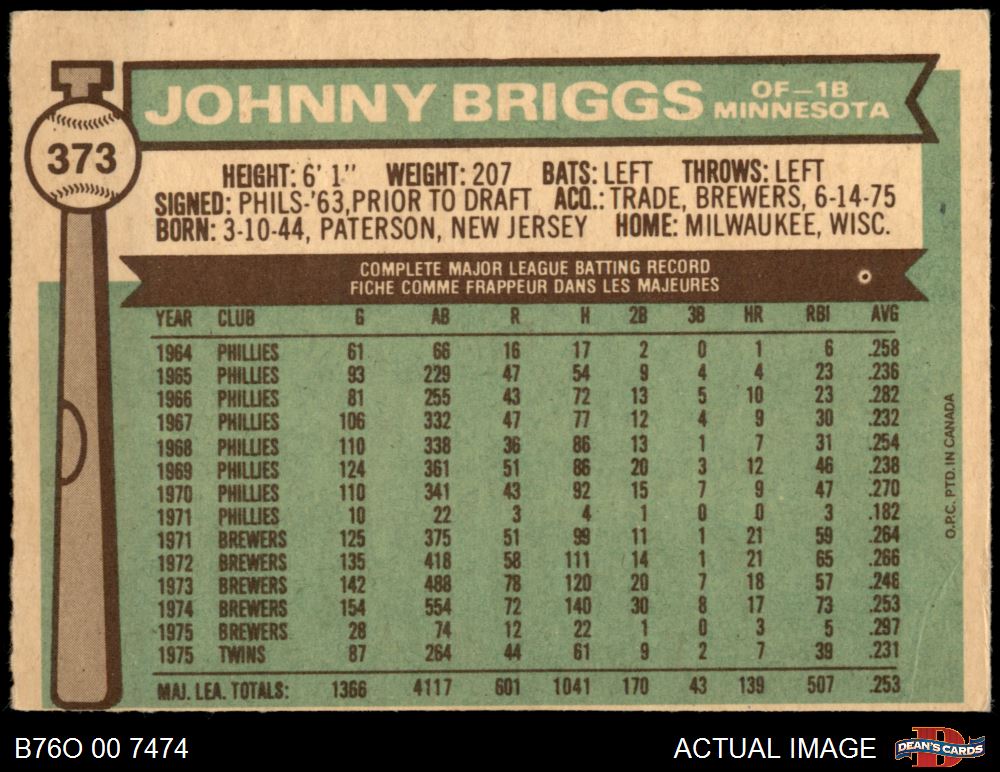 JOHNNY BRIGGS OF-1B
MINNESOTA
373
HEIGHT: 6' 1" WEIGHT: 207 BATS: LEFT THROWS: LEFT
SIGNED: PHILS-'63, PRIOR TO DRAFT ACQ.: TRADE, BREWERS, 6-14-75
BORN: 3-10-44, PATERSON, NEW JERSEY HOME: MILWAUKEE, WISC.
COMPLETE MAJOR LEAGUE BATTING RECORD
FICHE COMME FRAPPEUR DANS LES MAJEURES
YEAR CLUB G AB R H 2B 3B HR RBI AVG
1964 PHILLIES 61 66 16 17 2 0 1 6 .258
1965 PHILLIES 93 229 47 54 9 4 4 23 .236
1966 PHILLIES 81 255 43 72 13 5 10 23 .282
1967 PHILLIES 106 332 47 77 12 4 9 30 .232
1968 PHILLIES 110 338 36 86 13 1 7 31 .254
1969 PHILLIES 124 361 51 86 20 3 12 46 .238
1970 PHILLIES 110 341 43 92 15 7 9 47 .270
1971 PHILLIES 10 22 3 4 1 0 0 3 .182
1971 BREWERS 125 375 51 99 11 1 21 59 .264
1972 BREWERS 135 418 58 111 14 1 21 65 .266
1973 BREWERS 142 488 78 120 20 7 18 57 .246
1974 BREWERS 154 554 72 140 30 8 17 73 .253
1975 BREWERS 28 74 12 22 1 0 3 5 .297
1975 TWINS 87 264 44 61 9 2 7 39 .231
MAJ. LEA. TOTALS: 1366 4117 601 1041 170 43 139 507 .253
O.P.C. PTD. IN CANADA
B76O 00 7474
ACTUAL IMAGE
D
DEAN'S CARDS